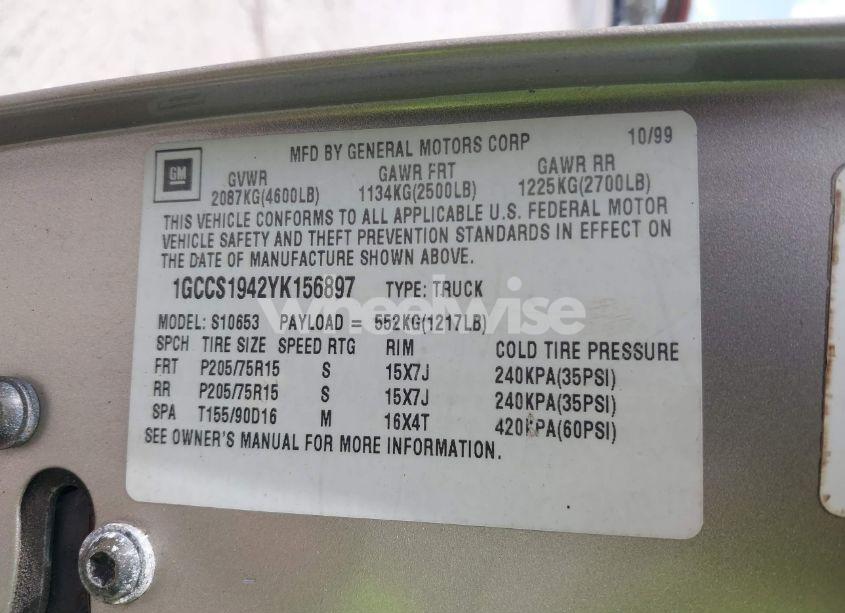 GM
MFD BY GENERAL MOTORS CORP 10/99
GVWR GAWR FRT GAWR RR
2087KG(4600LB) 1134KG(2500LB) 1225KG(2700LB)
THIS VEHICLE CONFORMS TO ALL APPLICABLE U.S. FEDERAL MOTOR
VEHICLE SAFETY AND THEFT PREVENTION STANDARDS IN EFFECT ON
THE DATE OF MANUFACTURE SHOWN ABOVE.
1GCCS1942YK156897 TYPE: TRUCK
Wheelwise
MODEL: S10653 PAYLOAD = 552KG(1217LB)
SPCH TIRE SIZE SPEED RTG RIM COLD TIRE PRESSURE
FRT P205/75R15 S 15X7J 240KPA(35PSI)
RR P205/75R15 S 15X7J 240KPA(35PSI)
SPA T155/90D16 M 16X4T 420KPA(60PSI)
SEE OWNER'S MANUAL FOR MORE INFORMATION.